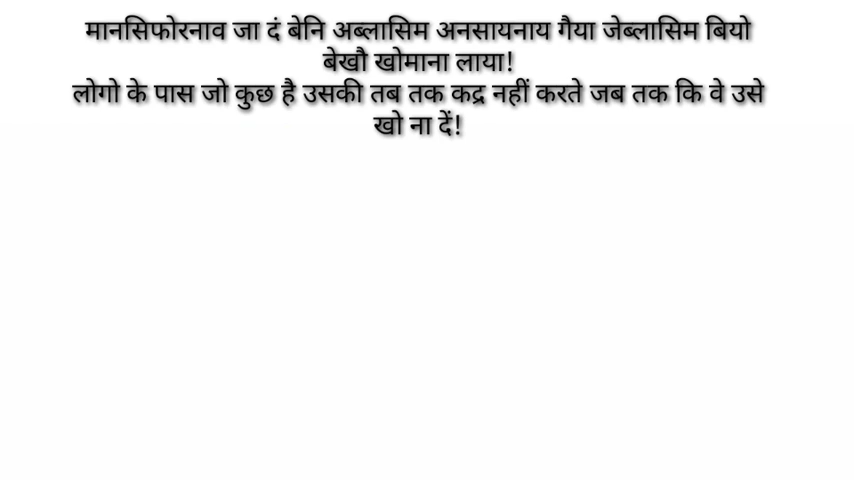 मानसिफोरनाव जा दं बेनि अब्लासिम अनसायनाय गैया जेब्लासिम बियो
बेखौ खोमाना लाया!
लोगो के पास जो कुछ है उसकी तब तक कद्र नहीं करते जब तक कि वे उसे
खो ना दें!